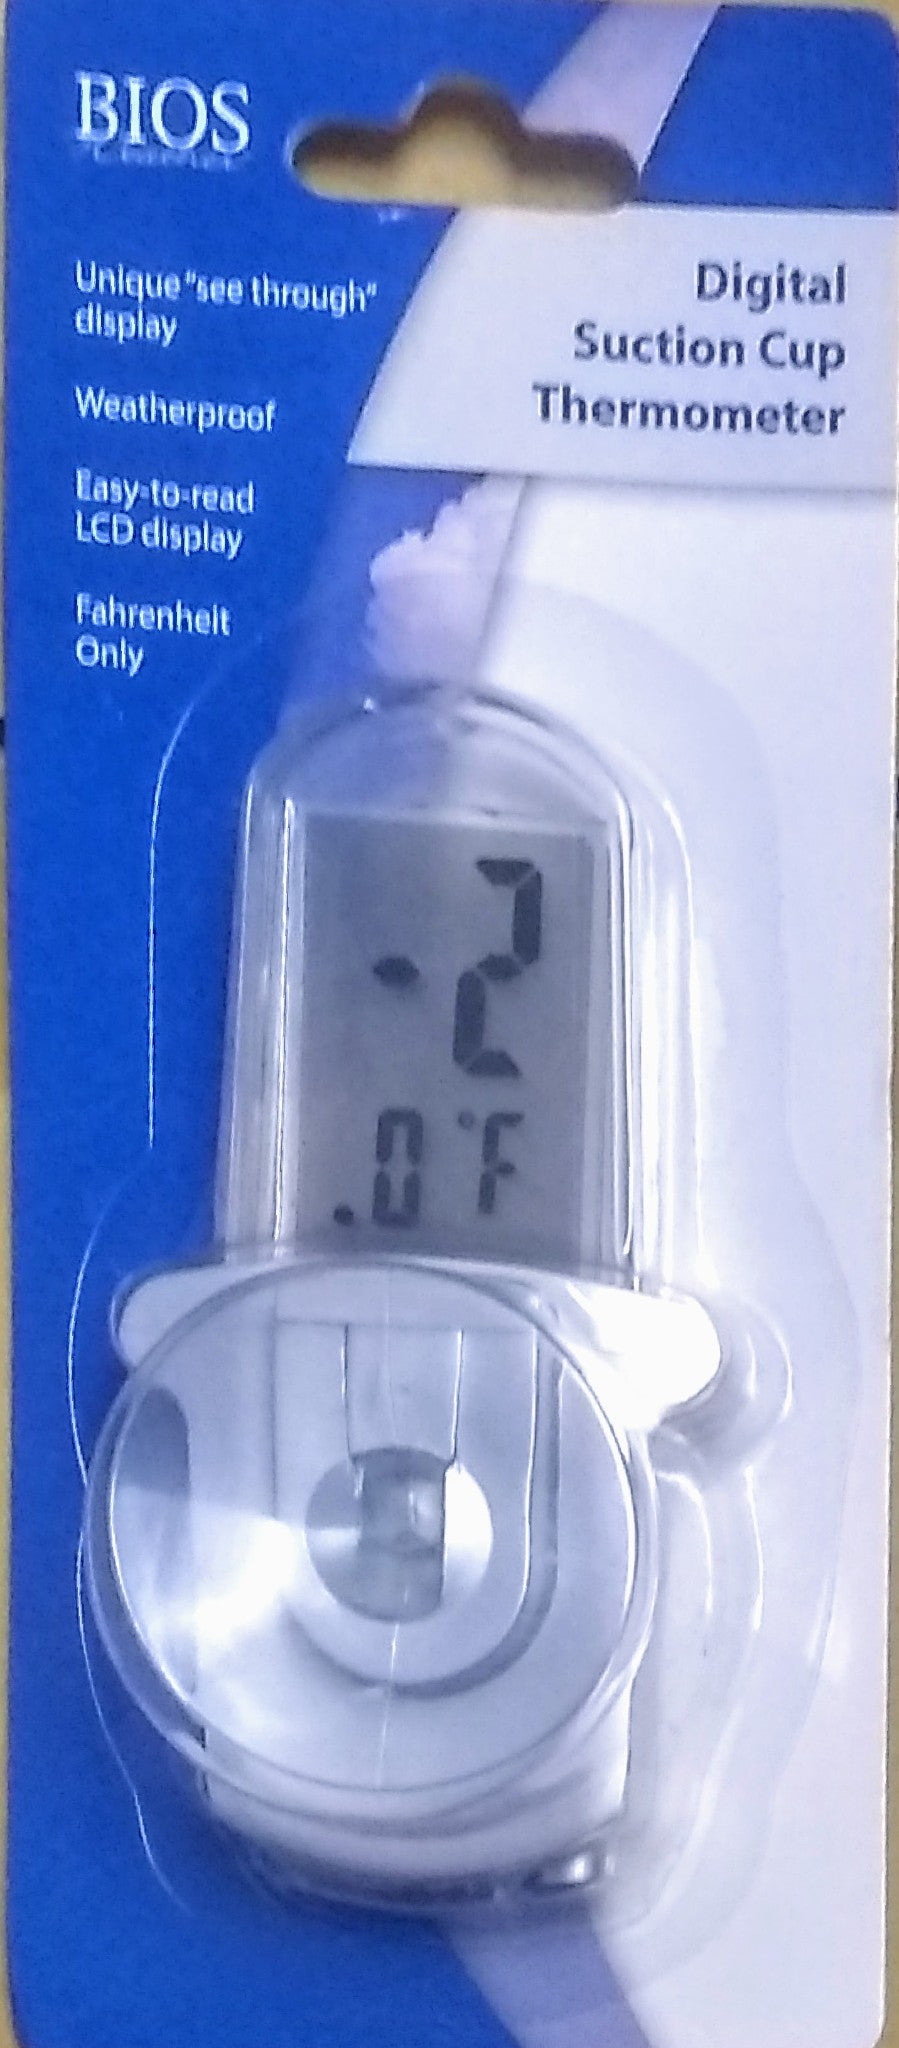 BIOS
Unique "see through"
display
Weatherproof
Easy-to-read
LCD display
Fahrenheit
Only
Digital
Suction Cup
Thermometer
-2
.0 °F